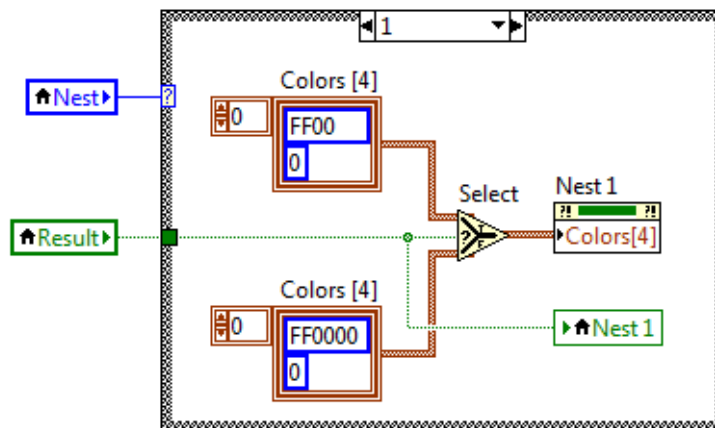 1
Nest
?
Colors [4]
0
FF00
0
Select
Nest 1
?! ?!
Colors[4]
Result
?
T
F
Colors [4]
0
FF0000
0
Nest 1